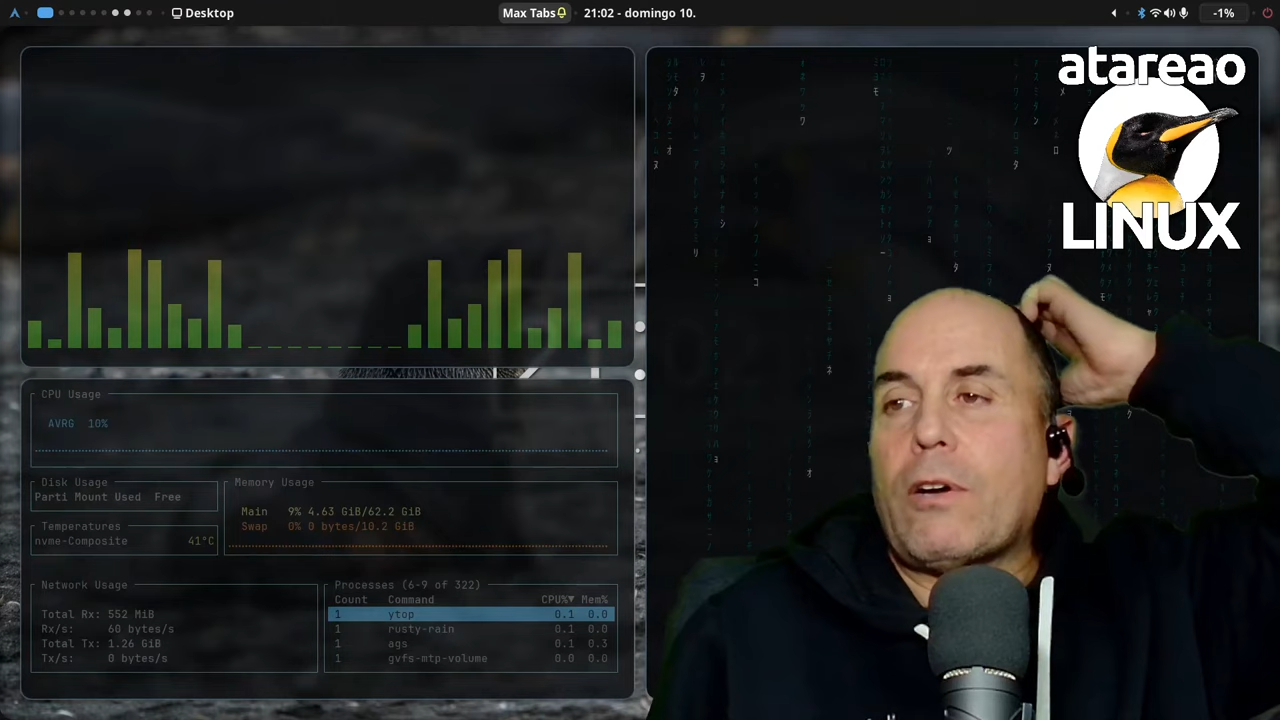 Desktop
Max Tabs
21:02 - domingo 10.
-1%
atareao
LINUX
CPU Usage
AVRG 10%
Disk Usage
Parti Mount Used Free
Memory Usage
Main 9% 4.63 GiB/62.2 GiB
Swap 0% 0 bytes/10.2 GiB
Temperatures
nvme-Composite 41°C
Network Usage
Total Rx: 552 MiB
Rx/s: 60 bytes/s
Total Tx: 1.26 GiB
Tx/s: 0 bytes/s
Processes (6-9 of 322)
Count Command CPU%▼ Mem%
1 ytop 0.1 0.0
1 rusty-rain 0.1 0.0
1 ags 0.1 0.3
1 gvfs-mtp-volume 0.0 0.0